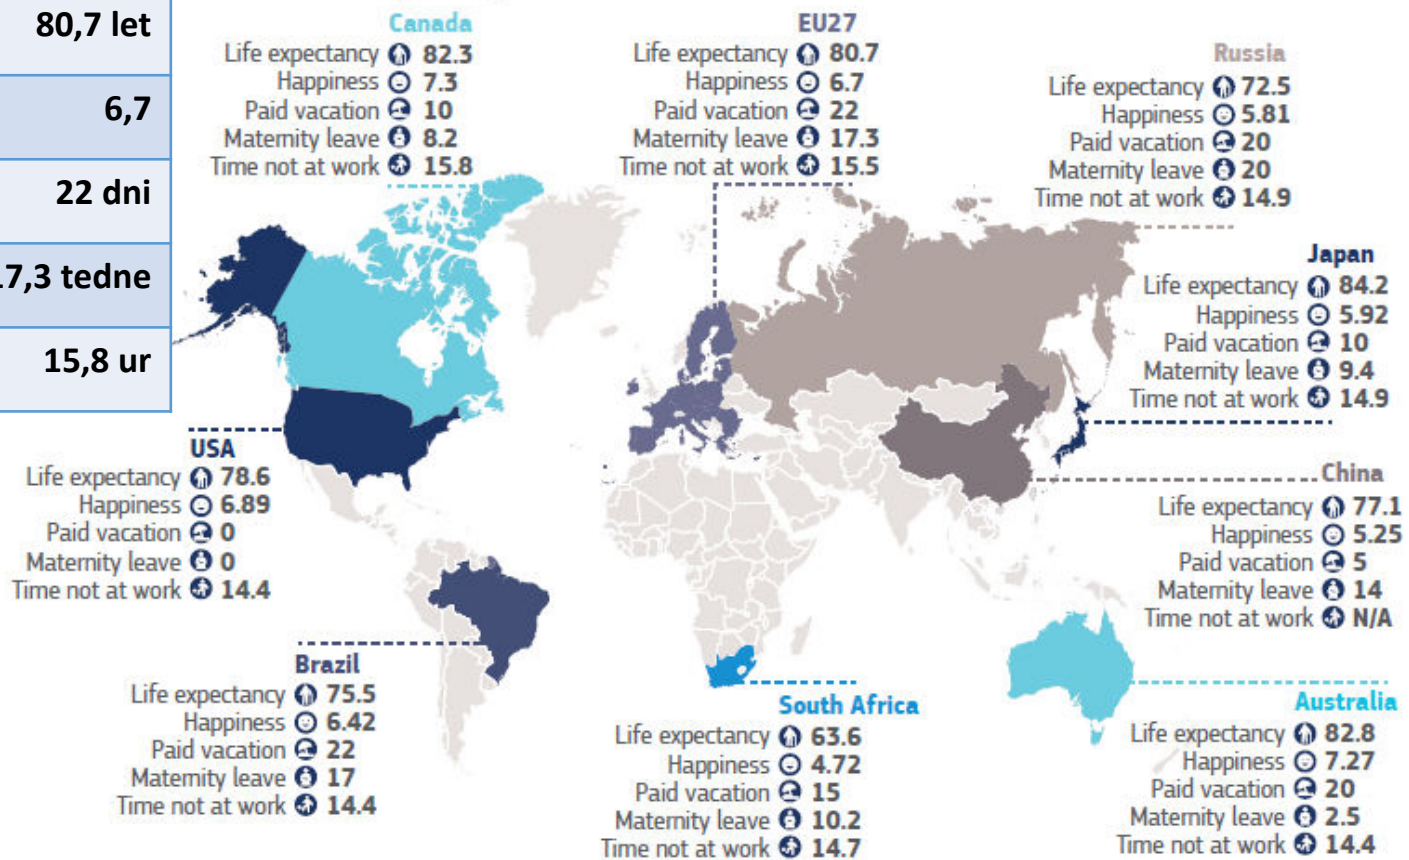 80,7 let
6,7
22 dni
17,3 tedne
15,8 ur
Canada
Life expectancy 82.3
Happiness 7.3
Paid vacation 10
Maternity leave 8.2
Time not at work 15.8
EU27
Life expectancy 80.7
Happiness 6.7
Paid vacation 22
Maternity leave 17.3
Time not at work 15.5
Russia
Life expectancy 72.5
Happiness 5.81
Paid vacation 20
Maternity leave 20
Time not at work 14.9
Japan
Life expectancy 84.2
Happiness 5.92
Paid vacation 10
Maternity leave 9.4
Time not at work 14.9
USA
Life expectancy 78.6
Happiness 6.89
Paid vacation 0
Maternity leave 0
Time not at work 14.4
China
Life expectancy 77.1
Happiness 5.25
Paid vacation 5
Maternity leave 14
Time not at work N/A
Brazil
Life expectancy 75.5
Happiness 6.42
Paid vacation 22
Maternity leave 17
Time not at work 14.4
South Africa
Life expectancy 63.6
Happiness 4.72
Paid vacation 15
Maternity leave 10.2
Time not at work 14.7
Australia
Life expectancy 82.8
Happiness 7.27
Paid vacation 20
Maternity leave 2.5
Time not at work 14.4